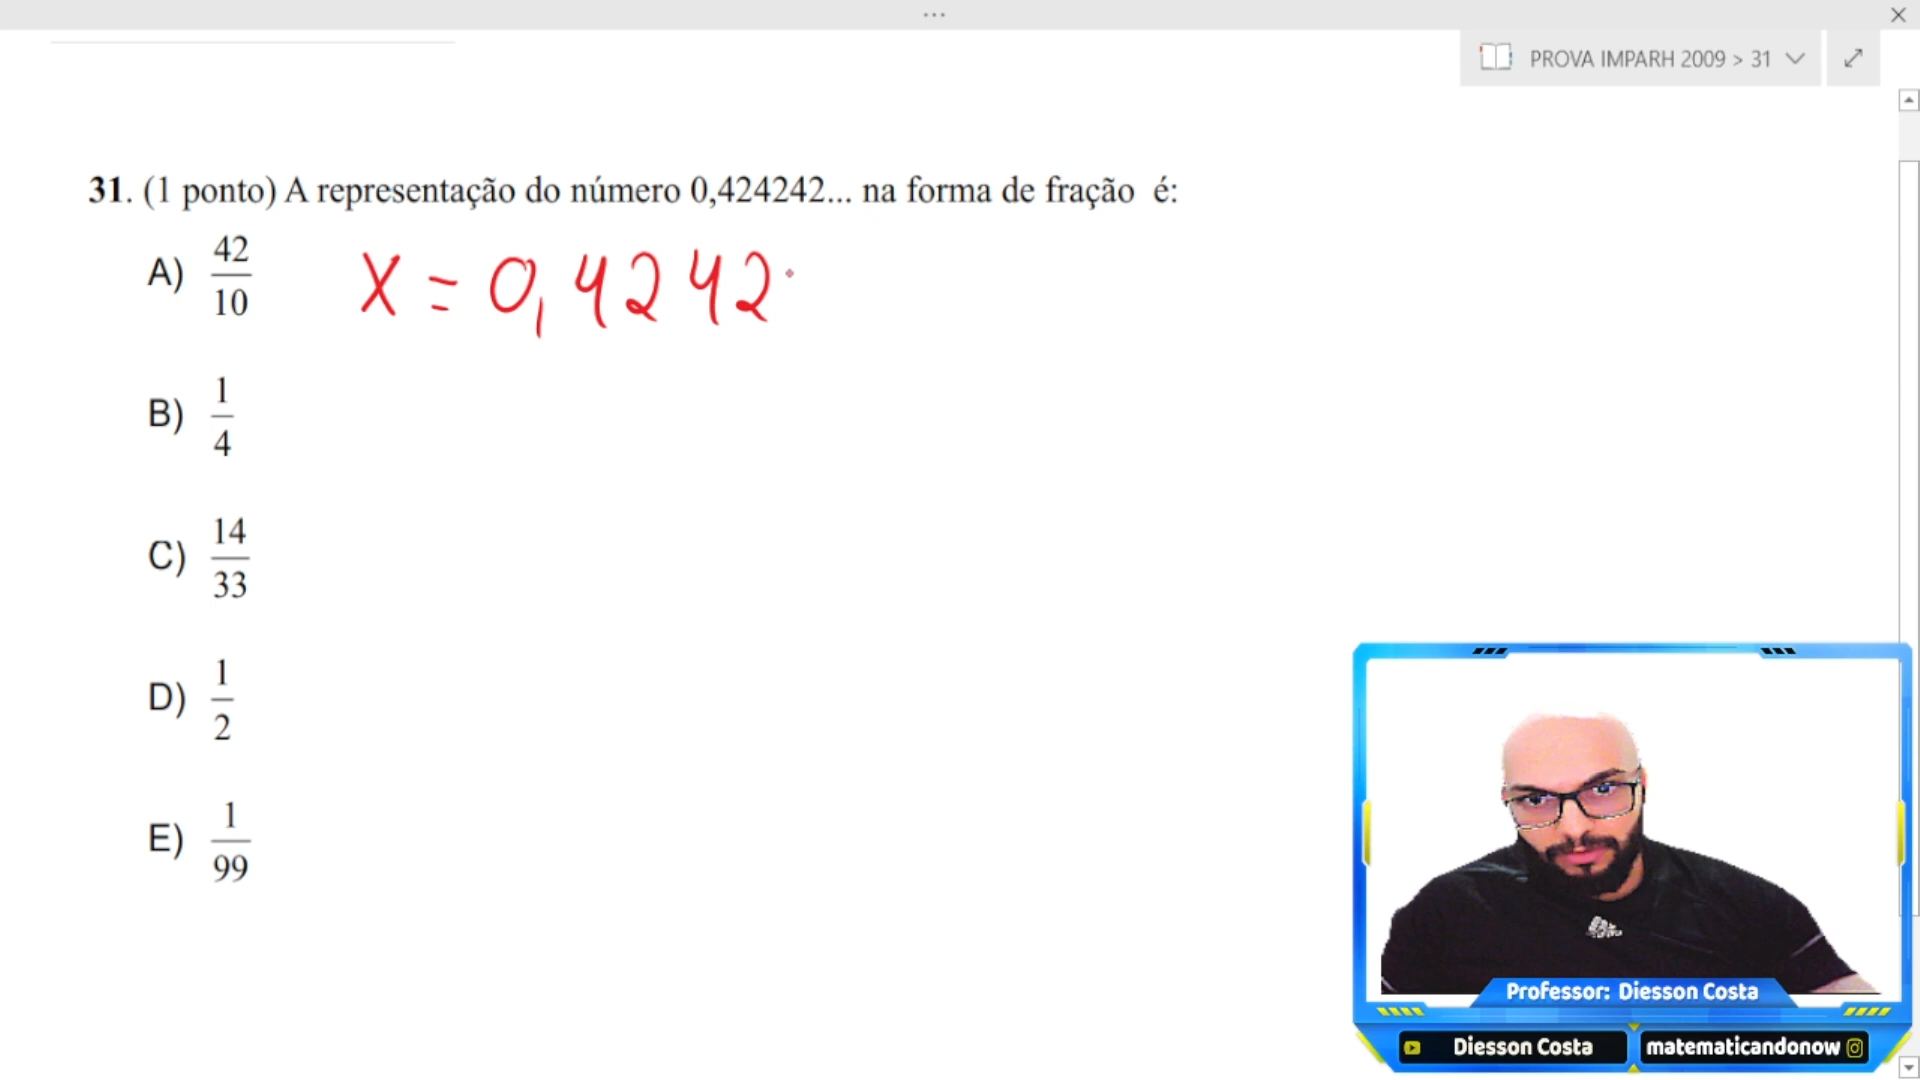 ...
PROVA IMPARH 2009 > 31
31. (1 ponto) A representação do número 0,424242... na forma de fração é:
A) 42/10
x = 0,4242
B) 1/4
C) 14/33
D) 1/2
E) 1/99
Professor: Diesson Costa
Diesson Costa
matematicandonow